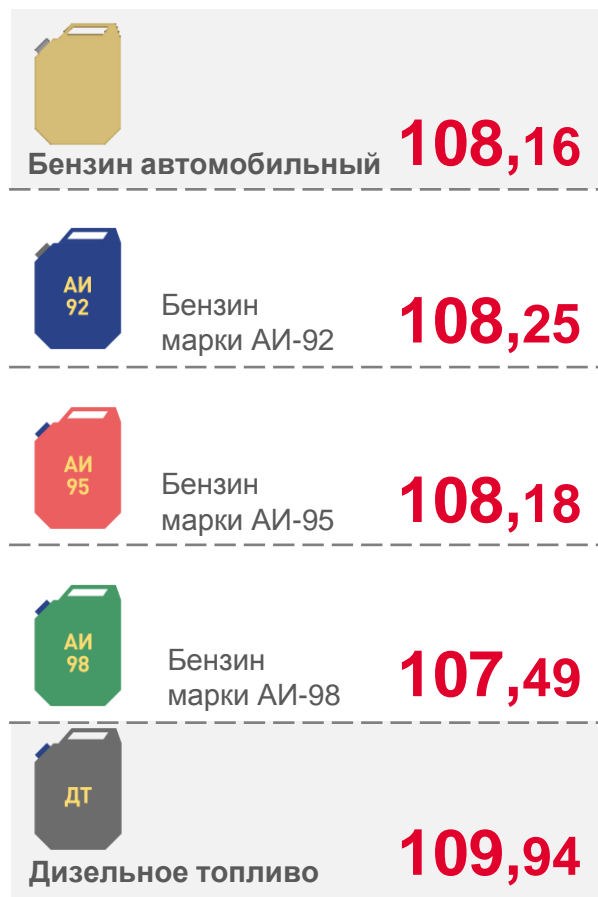 Бензин автомобильный 108,16
АИ
92
Бензин
марки АИ-92
108,25
АИ
95
Бензин
марки АИ-95
108,18
АИ
98
Бензин
марки АИ-98
107,49
ДТ
Дизельное топливо 109,94